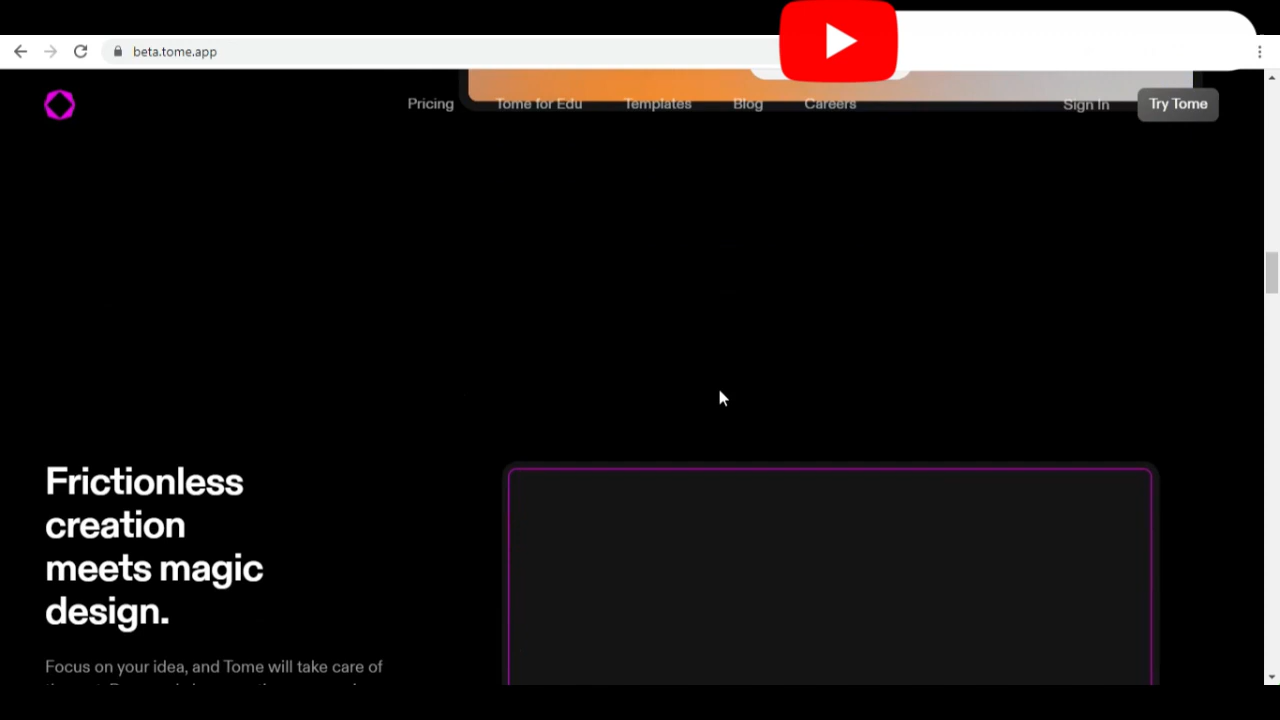 beta.tome.app
Pricing
Tome for Edu
Templates
Blog
Careers
Sign In
Try Tome
Frictionless
creation
meets magic
design.
Focus on your idea, and Tome will take care of